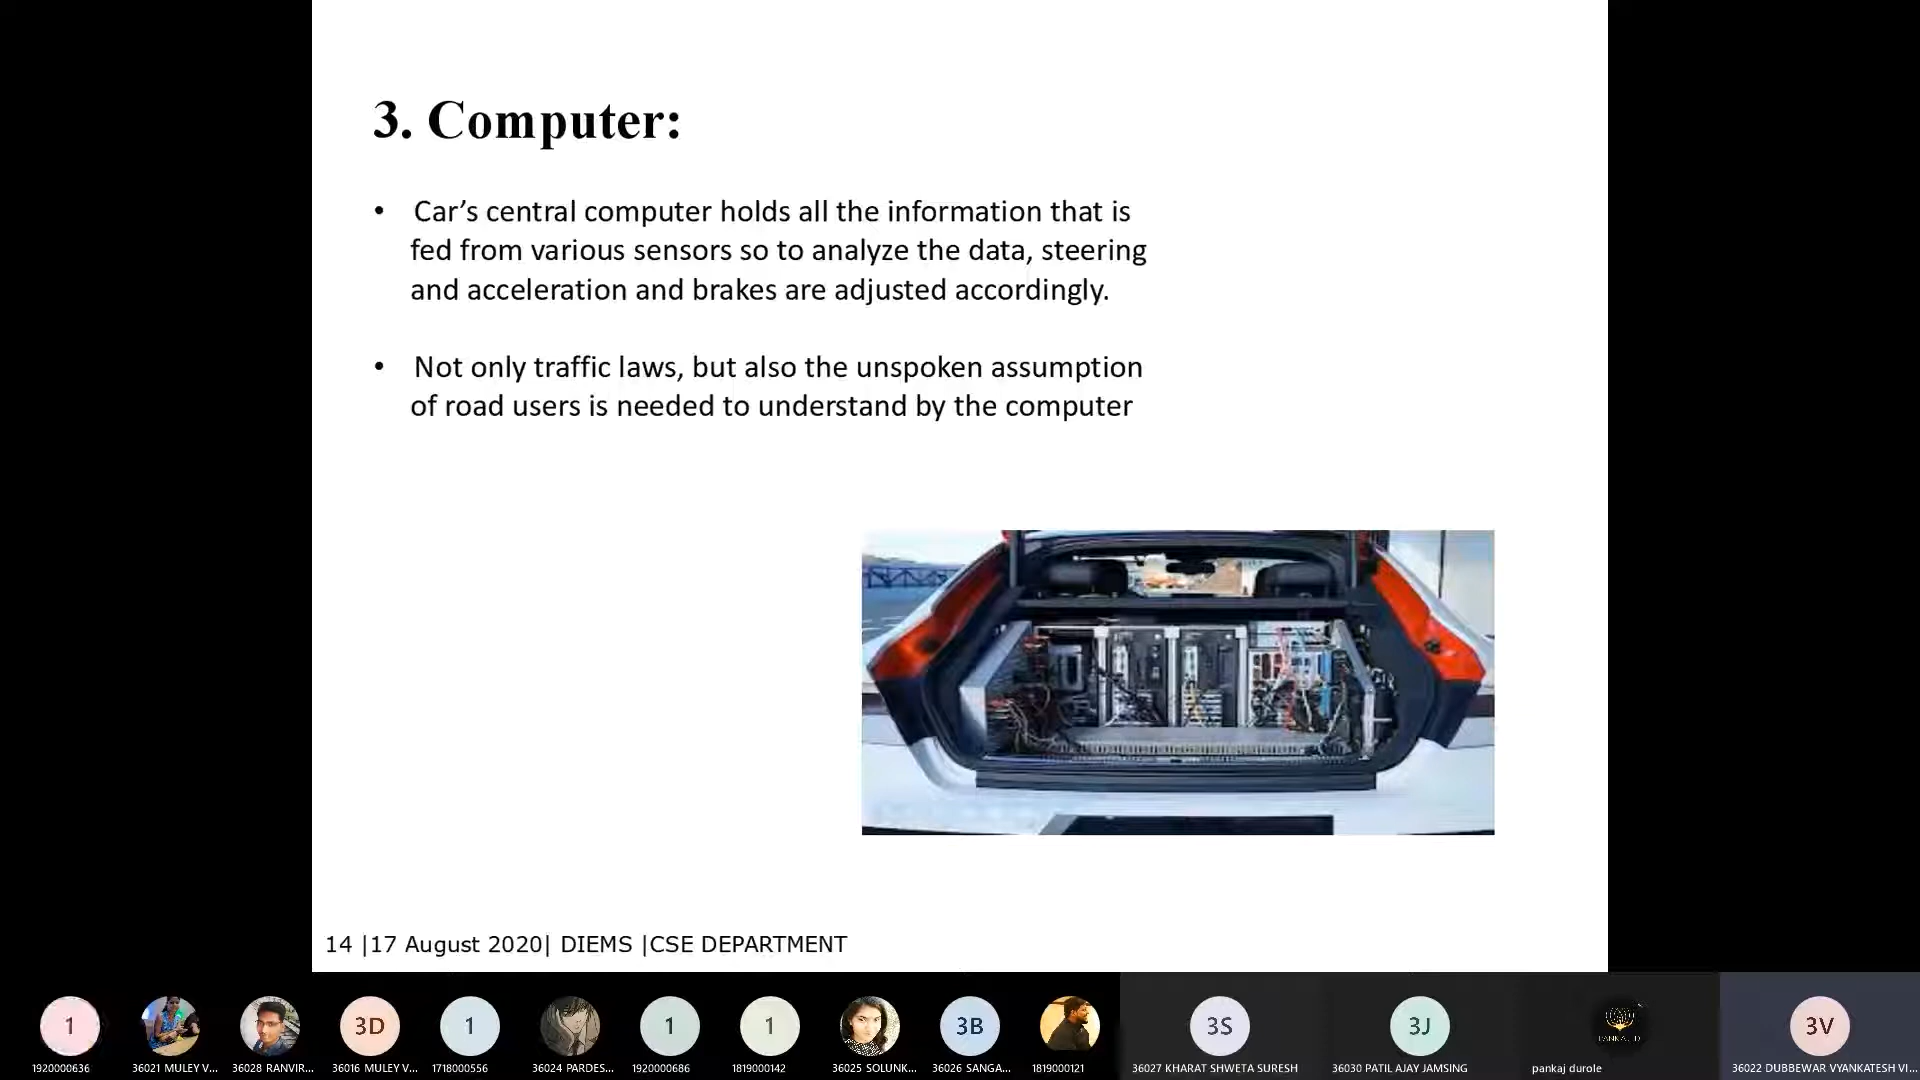 3. Computer:
• Car’s central computer holds all the information that is
fed from various sensors so to analyze the data, steering
and acceleration and brakes are adjusted accordingly.
• Not only traffic laws, but also the unspoken assumption
of road users is needed to understand by the computer
14 |17 August 2020| DIEMS |CSE DEPARTMENT
1 3D 1 1 1 3B 3S 3J 3V
1920000636 36021 MULEY V... 36028 RANVIR... 36016 MULEY V... 1718000556 36024 PARDES... 1920000686 1819000142 36025 SOLUNK... 36026 SANGA... 1819000121 36027 KHARAT SHWETA SURESH 36030 PATIL AJAY JAMSING pankaj durole 36022 DUBBEWAR VYANKATESH VI...